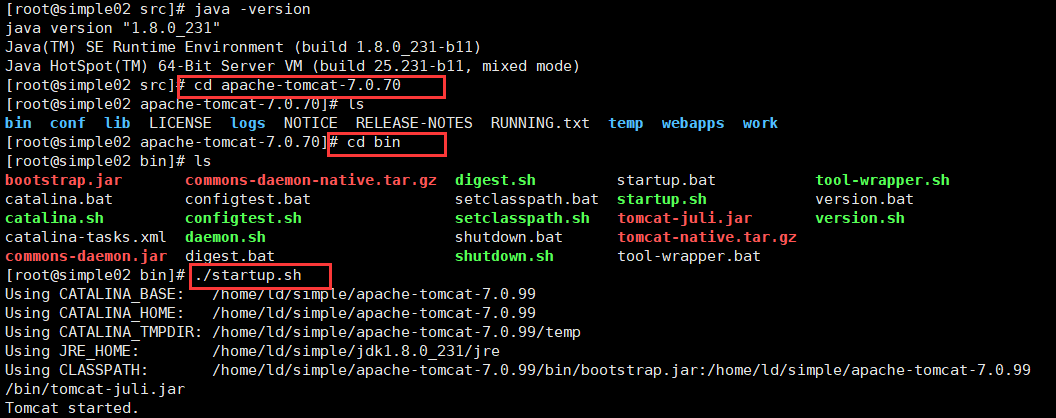 [root@simple02 src]# java -version
java version "1.8.0_231"
Java(TM) SE Runtime Environment (build 1.8.0_231-b11)
Java HotSpot(TM) 64-Bit Server VM (build 25.231-b11, mixed mode)
[root@simple02 src]# cd apache-tomcat-7.0.70
[root@simple02 apache-tomcat-7.0.70]# ls
bin conf lib LICENSE logs NOTICE RELEASE-NOTES RUNNING.txt temp webapps work
[root@simple02 apache-tomcat-7.0.70]# cd bin
[root@simple02 bin]# ls
bootstrap.jar commons-daemon-native.tar.gz digest.sh startup.bat tool-wrapper.sh
catalina.bat configtest.bat setclasspath.bat startup.sh version.bat
catalina.sh configtest.sh setclasspath.sh tomcat-juli.jar version.sh
catalina-tasks.xml daemon.sh shutdown.bat tomcat-native.tar.gz
commons-daemon.jar digest.bat shutdown.sh tool-wrapper.bat
[root@simple02 bin]# ./startup.sh
Using CATALINA_BASE: /home/ld/simple/apache-tomcat-7.0.99
Using CATALINA_HOME: /home/ld/simple/apache-tomcat-7.0.99
Using CATALINA_TMPDIR: /home/ld/simple/apache-tomcat-7.0.99/temp
Using JRE_HOME: /home/ld/simple/jdk1.8.0_231/jre
Using CLASSPATH: /home/ld/simple/apache-tomcat-7.0.99/bin/bootstrap.jar:/home/ld/simple/apache-tomcat-7.0.99
/bin/tomcat-juli.jar
Tomcat started.